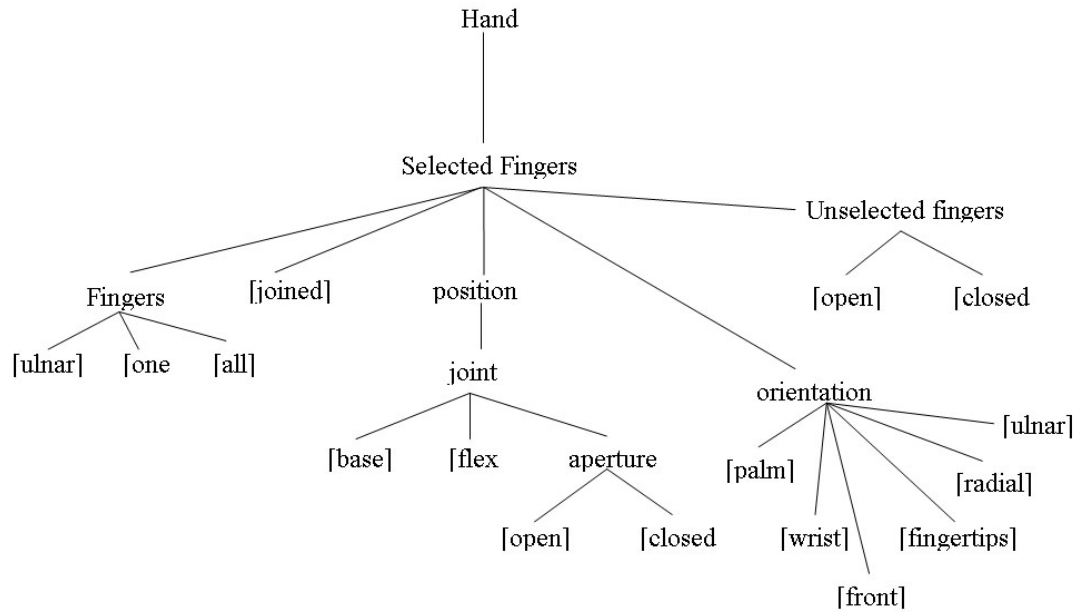 Hand
Selected Fingers
Unselected fingers
Fingers
⌈joined⌉
position
⌈open⌉
⌈closed
⌈ulnar⌉
⌈one
⌈all⌉
joint
orientation
⌈base⌉
⌈flex
aperture
⌈palm⌉
⌈ulnar⌉
⌈radial⌉
⌈open⌉
⌈closed
⌈wrist⌉
⌈fingertips⌉
⌈front⌉